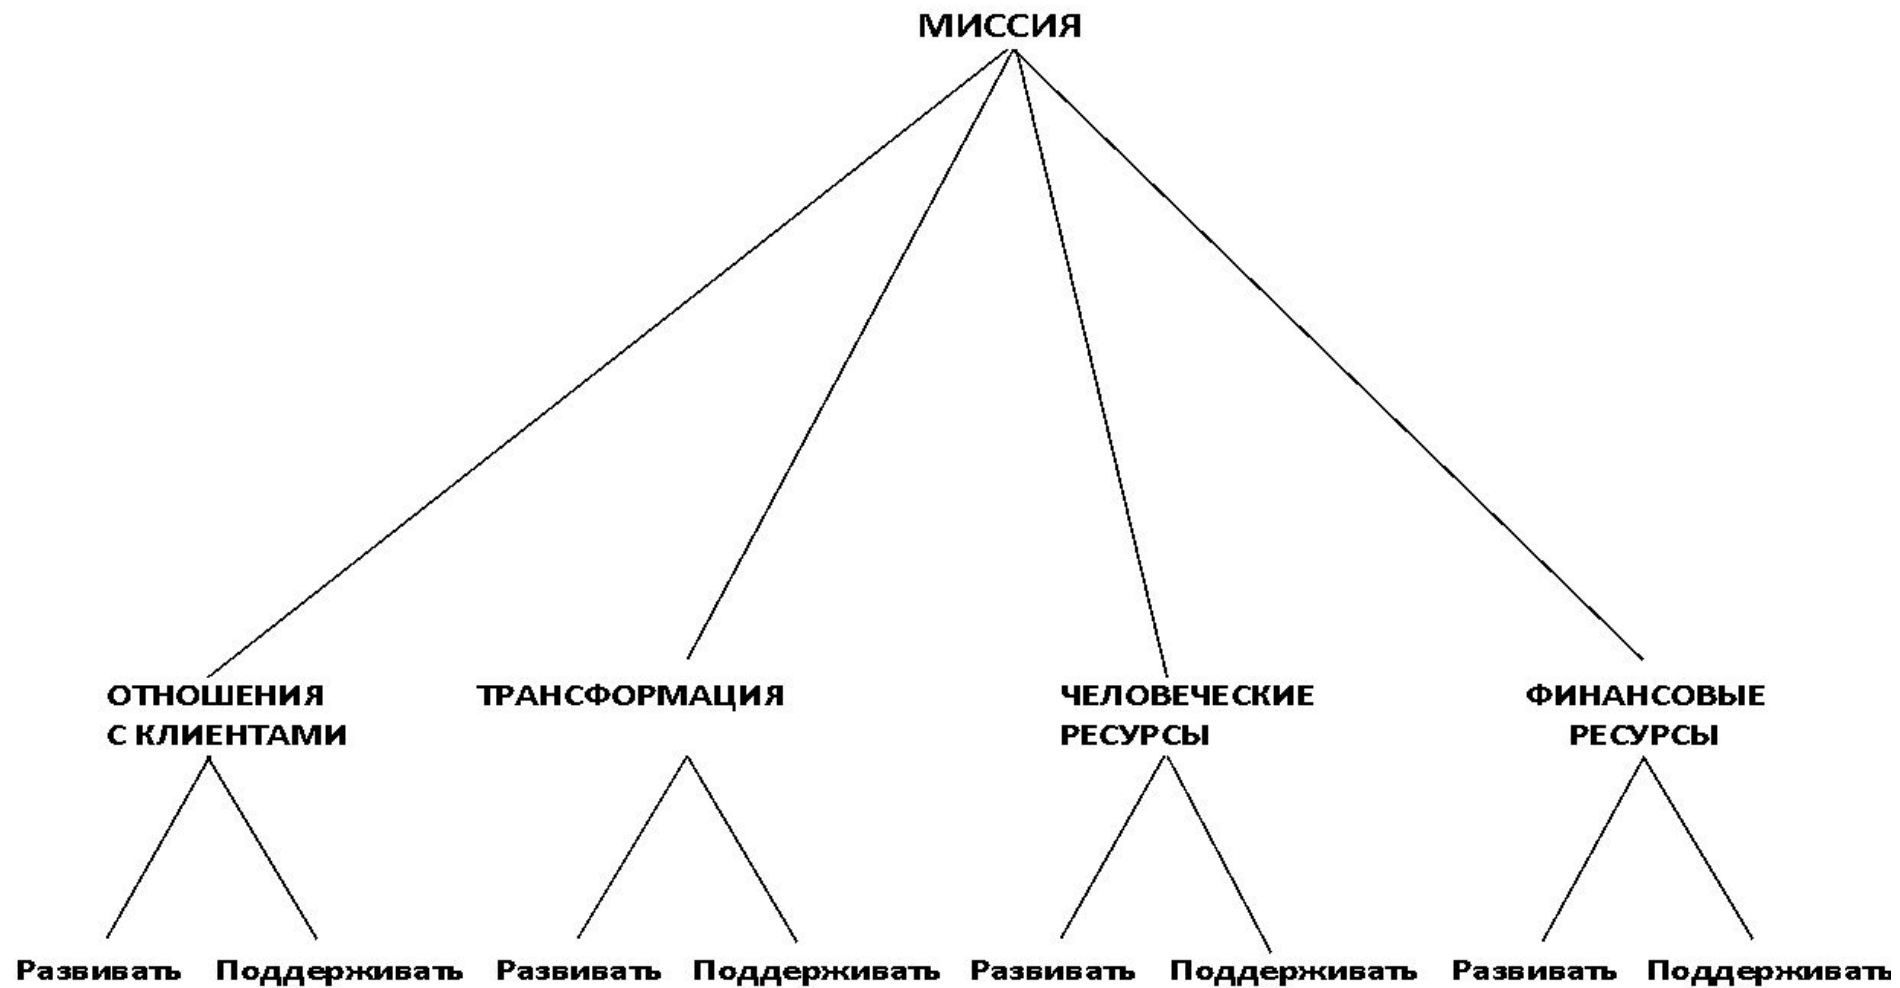 МИССИЯ
ОТНОШЕНИЯ
С КЛИЕНТАМИ
ТРАНСФОРМАЦИЯ
ЧЕЛОВЕЧЕСКИЕ
РЕСУРСЫ
ФИНАНСОВЫЕ
РЕСУРСЫ
Развивать
Поддерживать
Развивать
Поддерживать
Развивать
Поддерживать
Развивать
Поддерживать